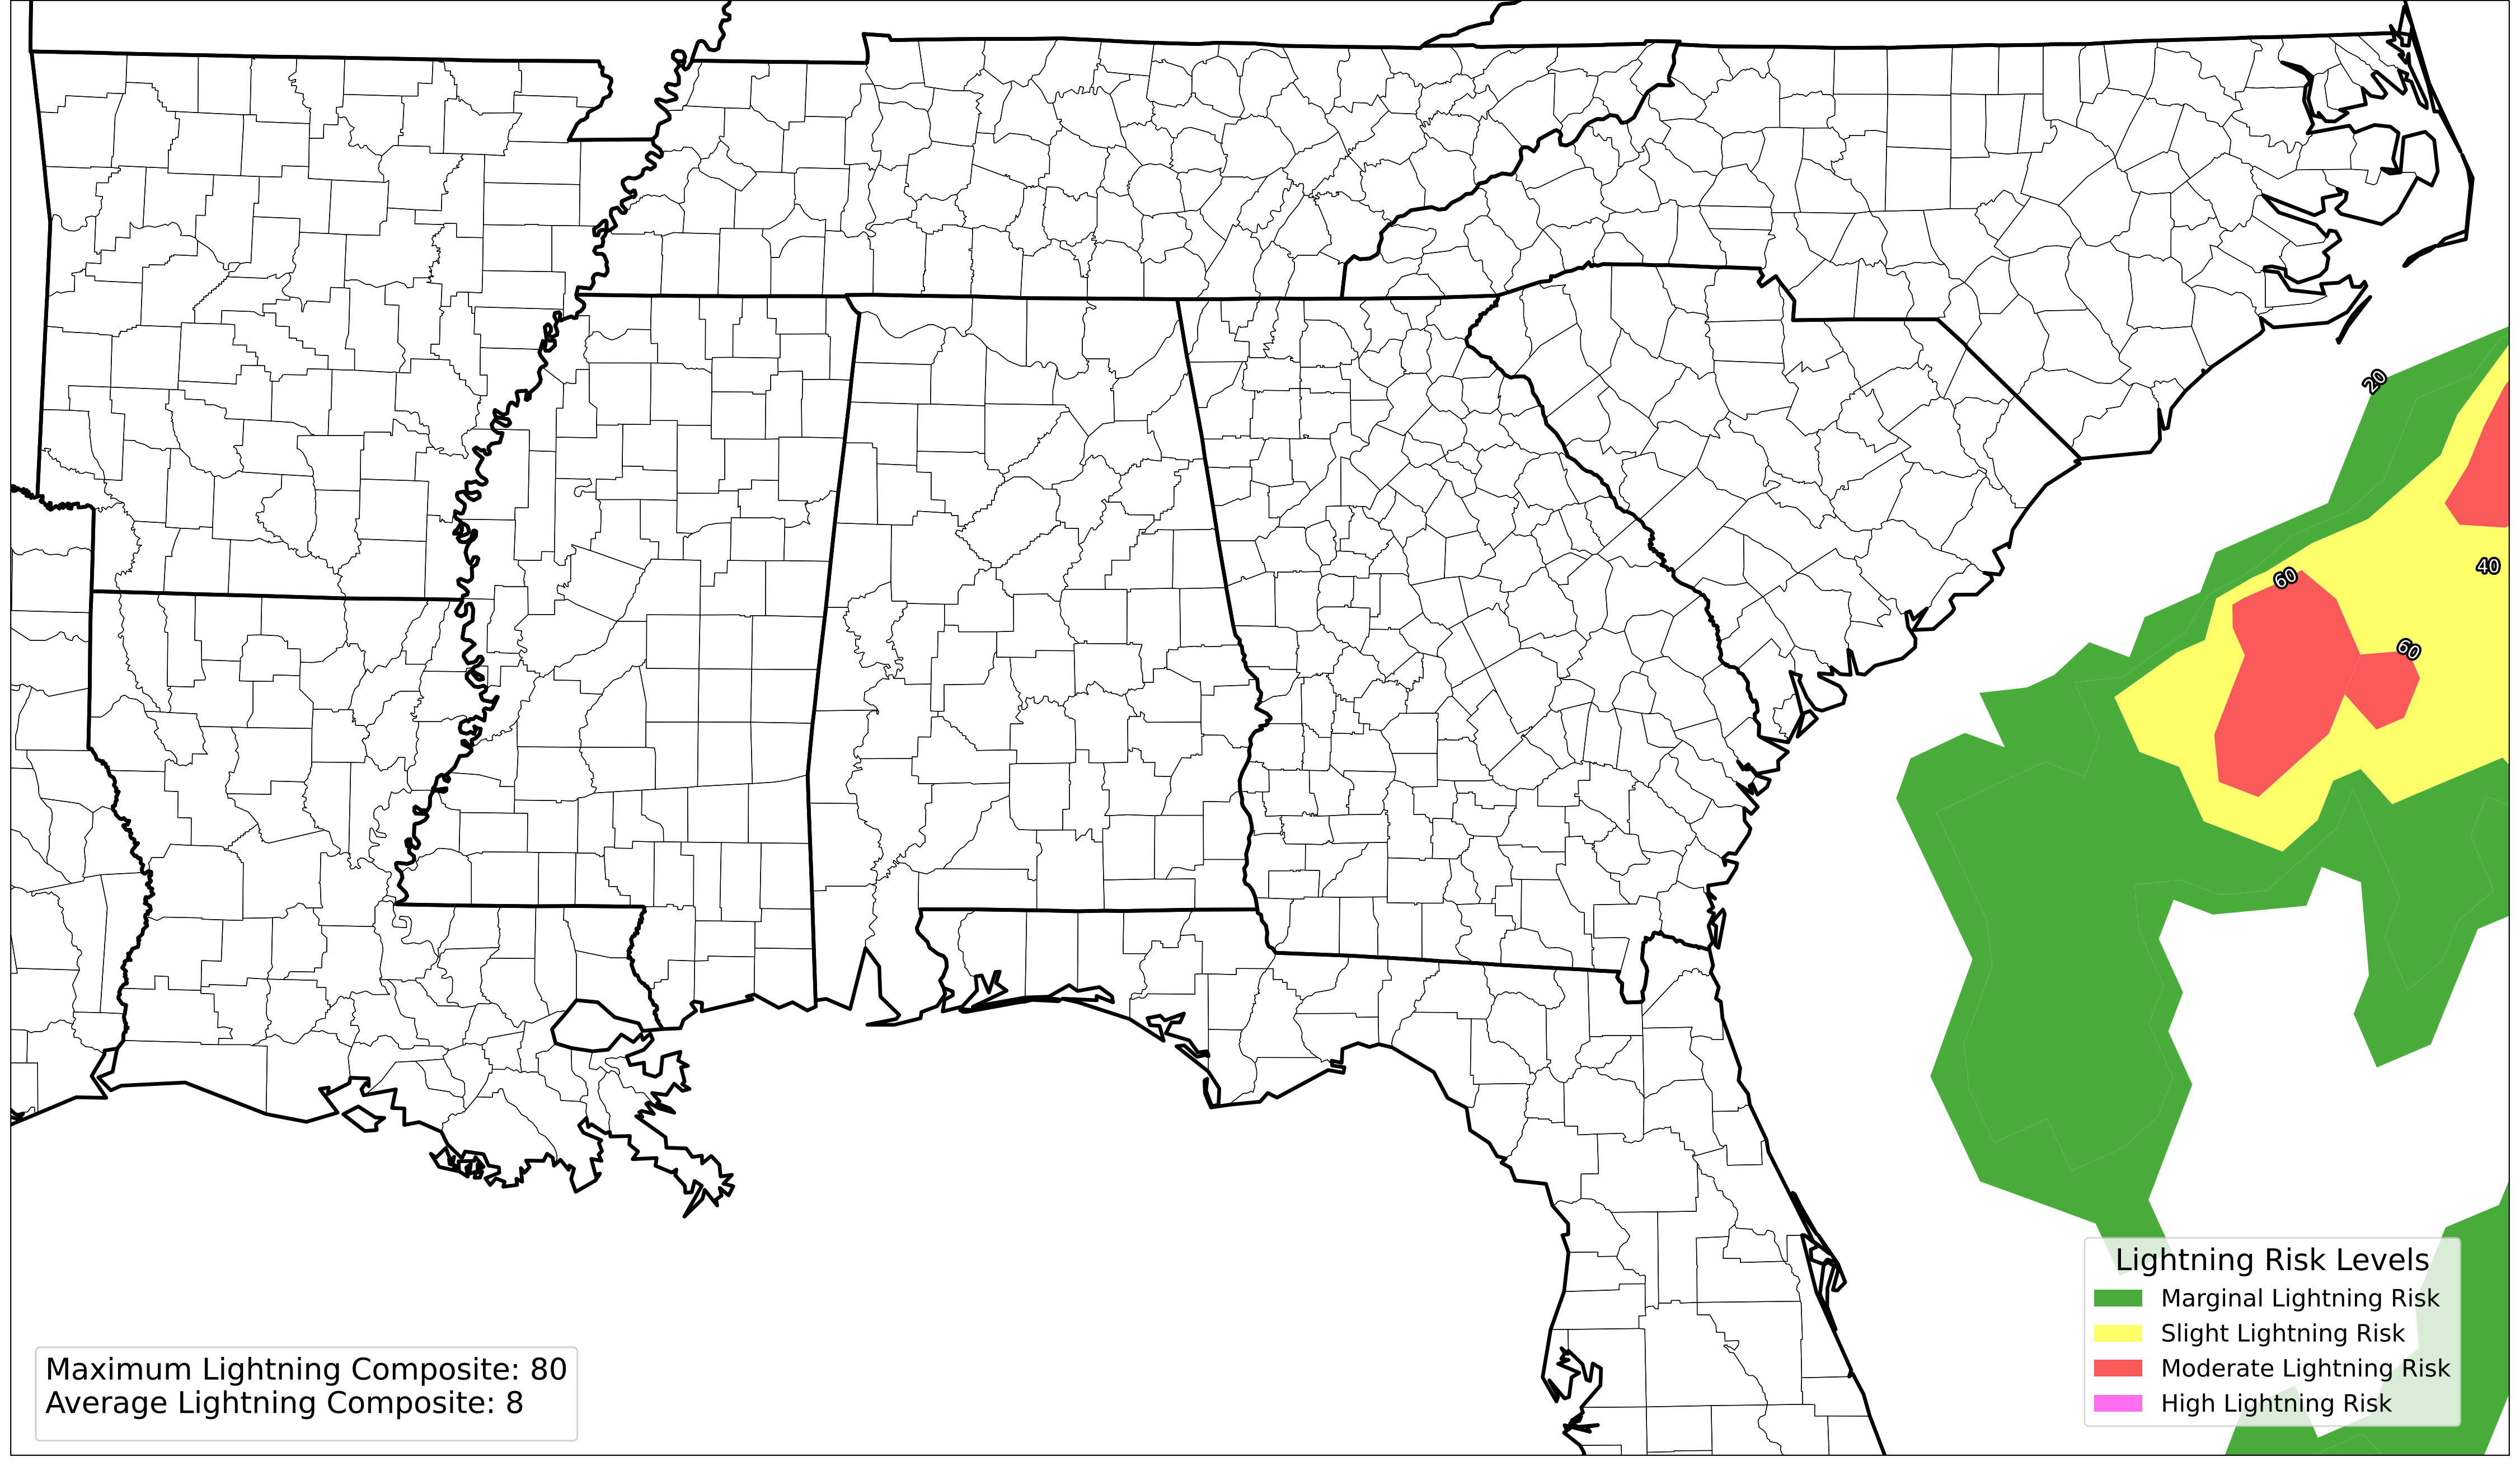 20
40
60
60
Lightning Risk Levels
Marginal Lightning Risk
Slight Lightning Risk
Moderate Lightning Risk
High Lightning Risk
Maximum Lightning Composite: 80
Average Lightning Composite: 8